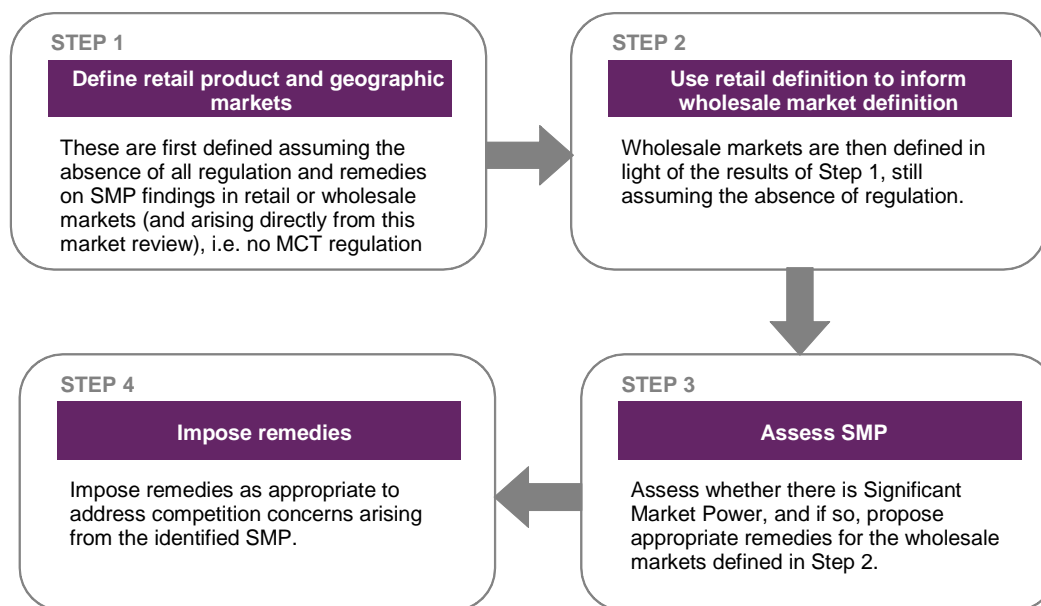 STEP 1
Define retail product and geographic
markets
These are first defined assuming the
absence of all regulation and remedies
on SMP findings in retail or wholesale
markets (and arising directly from this
market review), i.e. no MCT regulation
STEP 2
Use retail definition to inform
wholesale market definition
Wholesale markets are then defined in
light of the results of Step 1, still
assuming the absence of regulation.
STEP 3
Assess SMP
Assess whether there is Significant
Market Power, and if so, propose
appropriate remedies for the wholesale
markets defined in Step 2.
STEP 4
Impose remedies
Impose remedies as appropriate to
address competition concerns arising
from the identified SMP.